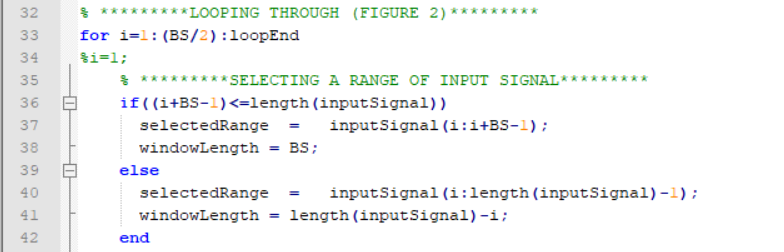 32 % *********LOOPING THROUGH (FIGURE 2)*********
33 for i=1:(BS/2):loopEnd
34 %i=1;
35 % *********SELECTING A RANGE OF INPUT SIGNAL*********
36 if((i+BS-1)<=length(inputSignal))
37 selectedRange = inputSignal(i:i+BS-1);
38 windowLength = BS;
39 else
40 selectedRange = inputSignal(i:length(inputSignal)-1);
41 windowLength = length(inputSignal)-i;
42 end